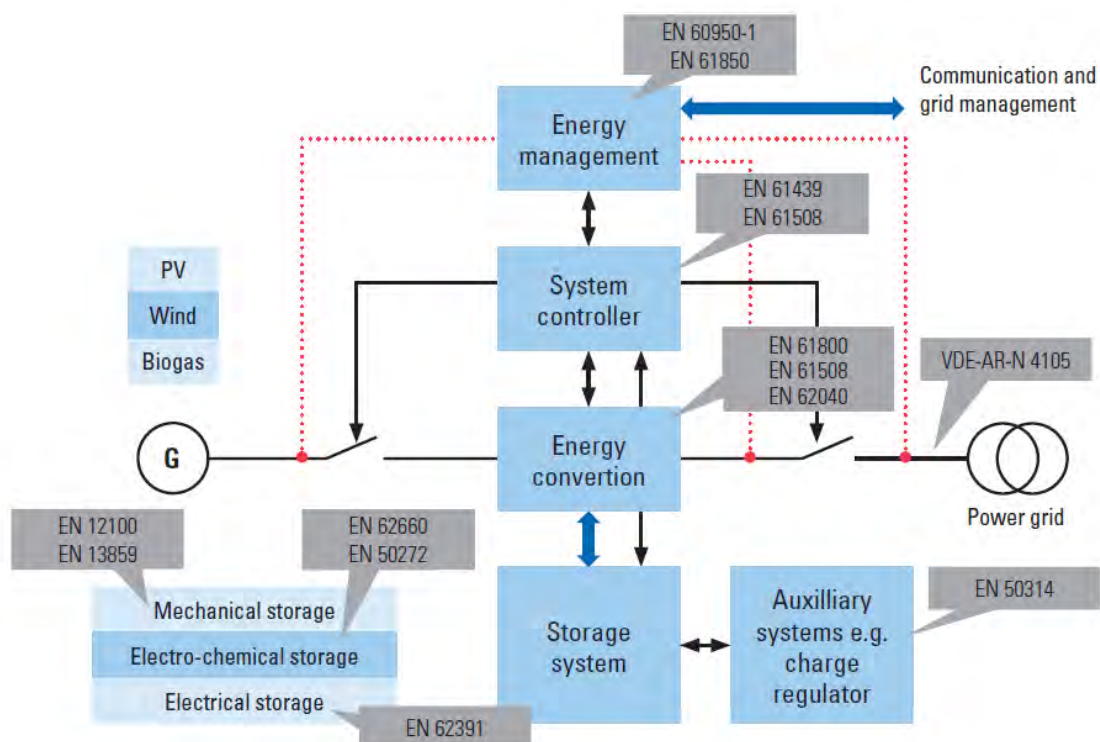 EN 60950-1
EN 61850
Communication and
grid management
Energy
management
EN 61439
EN 61508
PV
Wind
Biogas
System
controller
EN 61800
EN 61508
EN 62040
VDE-AR-N 4105
G
Energy
convertion
Power grid
EN 12100
EN 13859
EN 62660
EN 50272
Mechanical storage
Electro-chemical storage
Electrical storage
EN 62391
Storage
system
Auxilliary
systems e.g.
charge
regulator
EN 50314